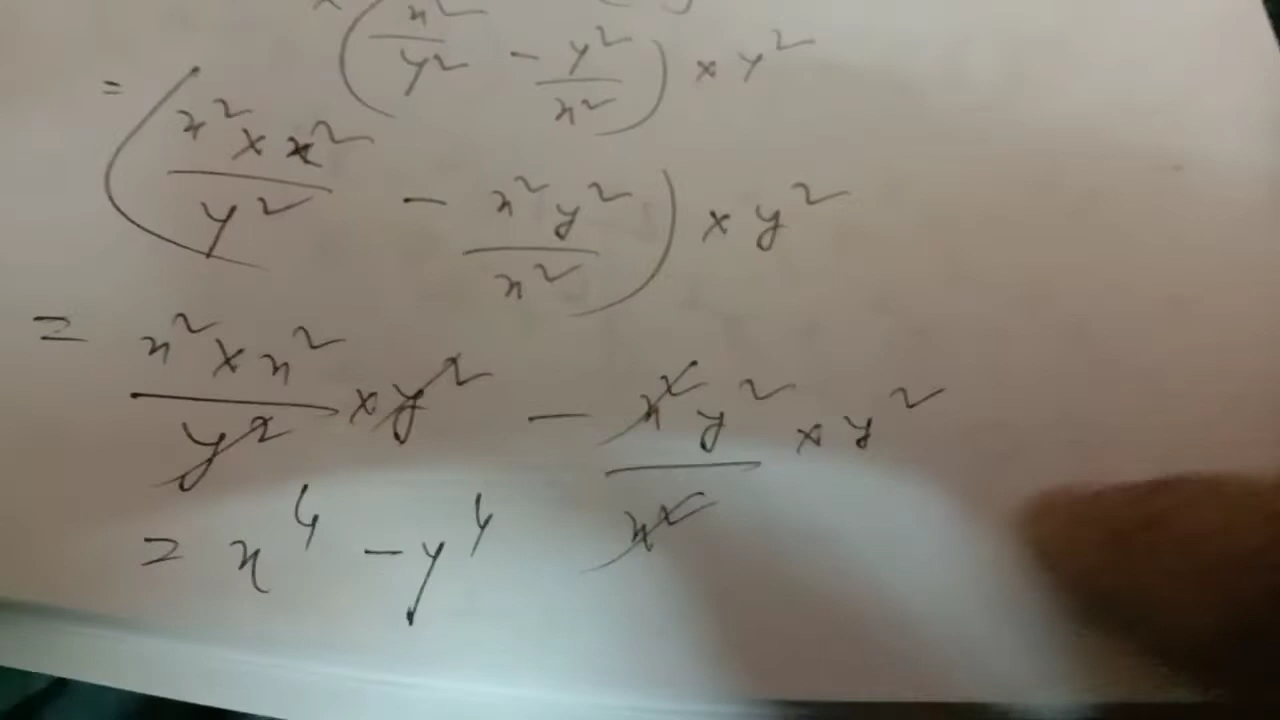 (x²/y² - y²/x²) × y²
= (x² × x²/y² - x²y²/x²) × y²
= x² × x²/y² × y² - x²y²/x² × y²
= x⁴ - y⁴